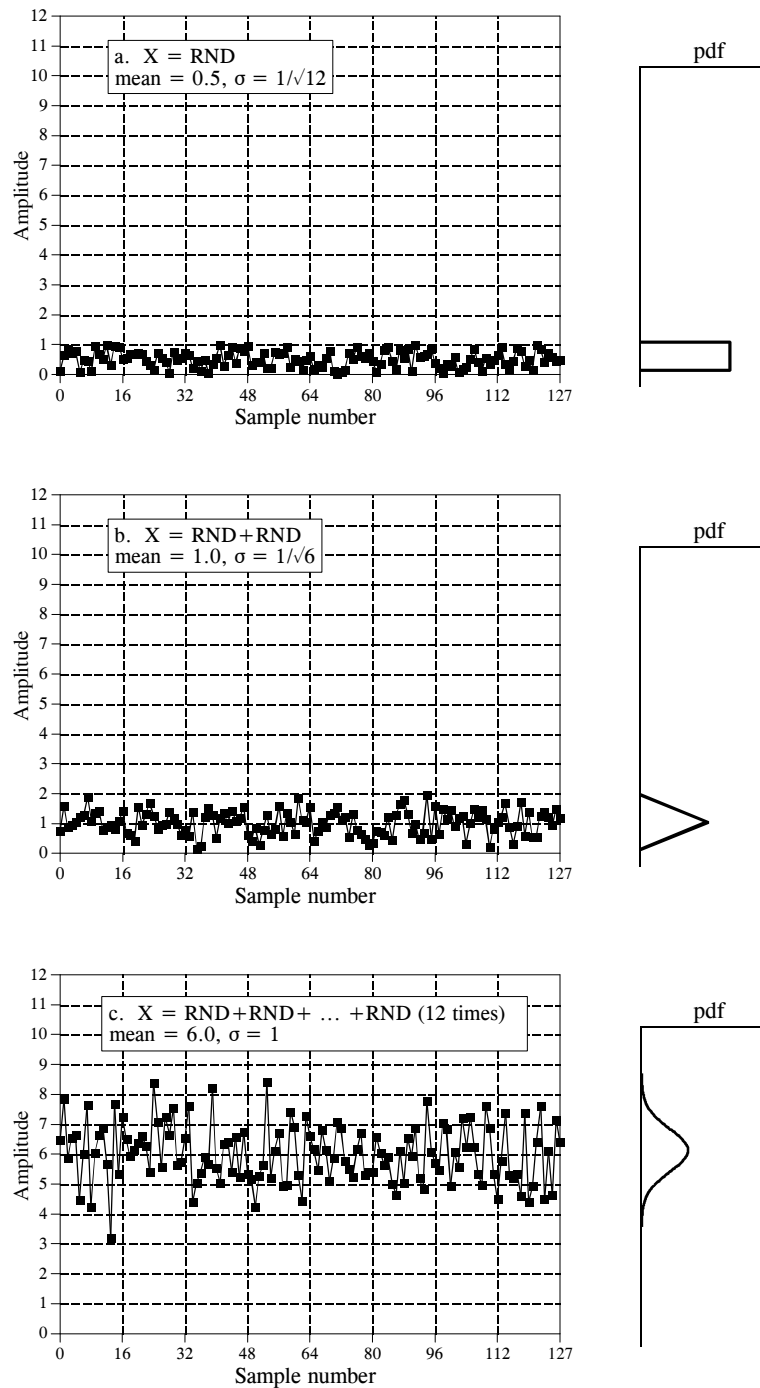 12
11
10
9
8
7
6
5
4
3
2
1
0
Amplitude
a.  X = RND
mean = 0.5, σ = 1/√12
0 16 32 48 64 80 96 112 127
Sample number
pdf
12
11
10
9
8
7
6
5
4
3
2
1
0
Amplitude
b.  X = RND+RND
mean = 1.0, σ = 1/√6
0 16 32 48 64 80 96 112 127
Sample number
pdf
12
11
10
9
8
7
6
5
4
3
2
1
0
Amplitude
c.  X = RND+RND+ ... +RND (12 times)
mean = 6.0, σ = 1
0 16 32 48 64 80 96 112 127
Sample number
pdf